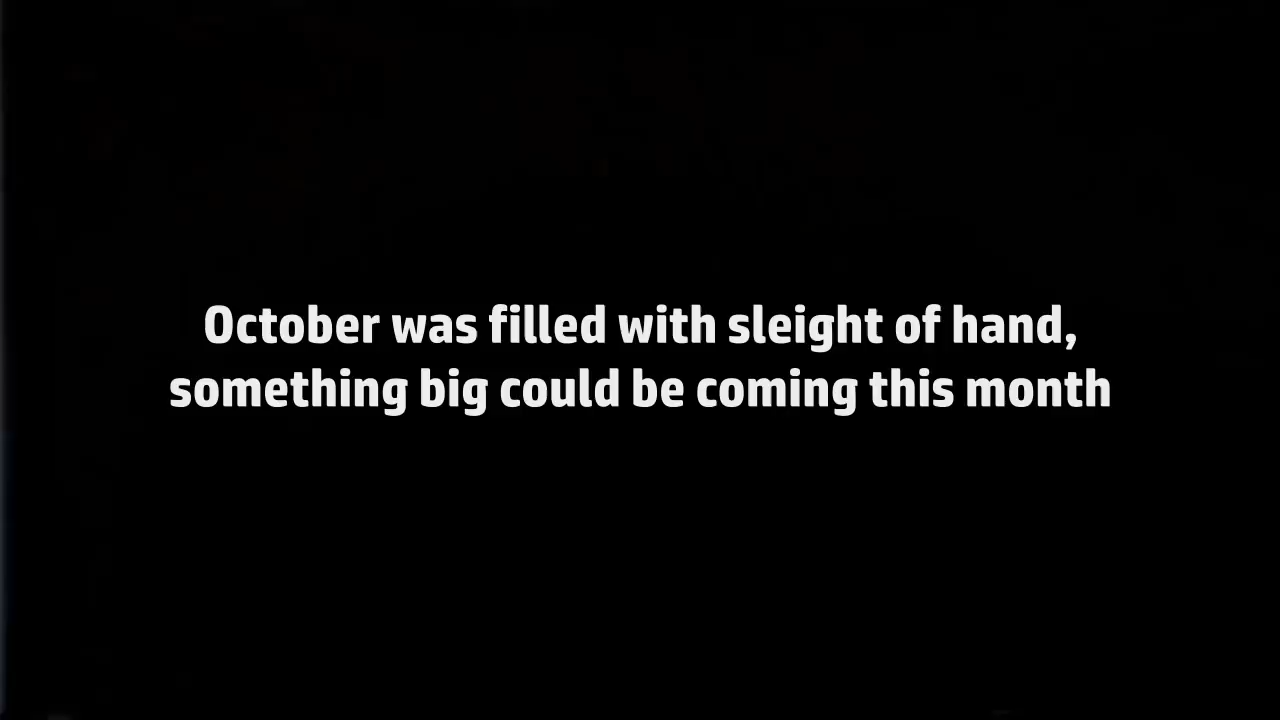 October was filled with sleight of hand,
something big could be coming this month